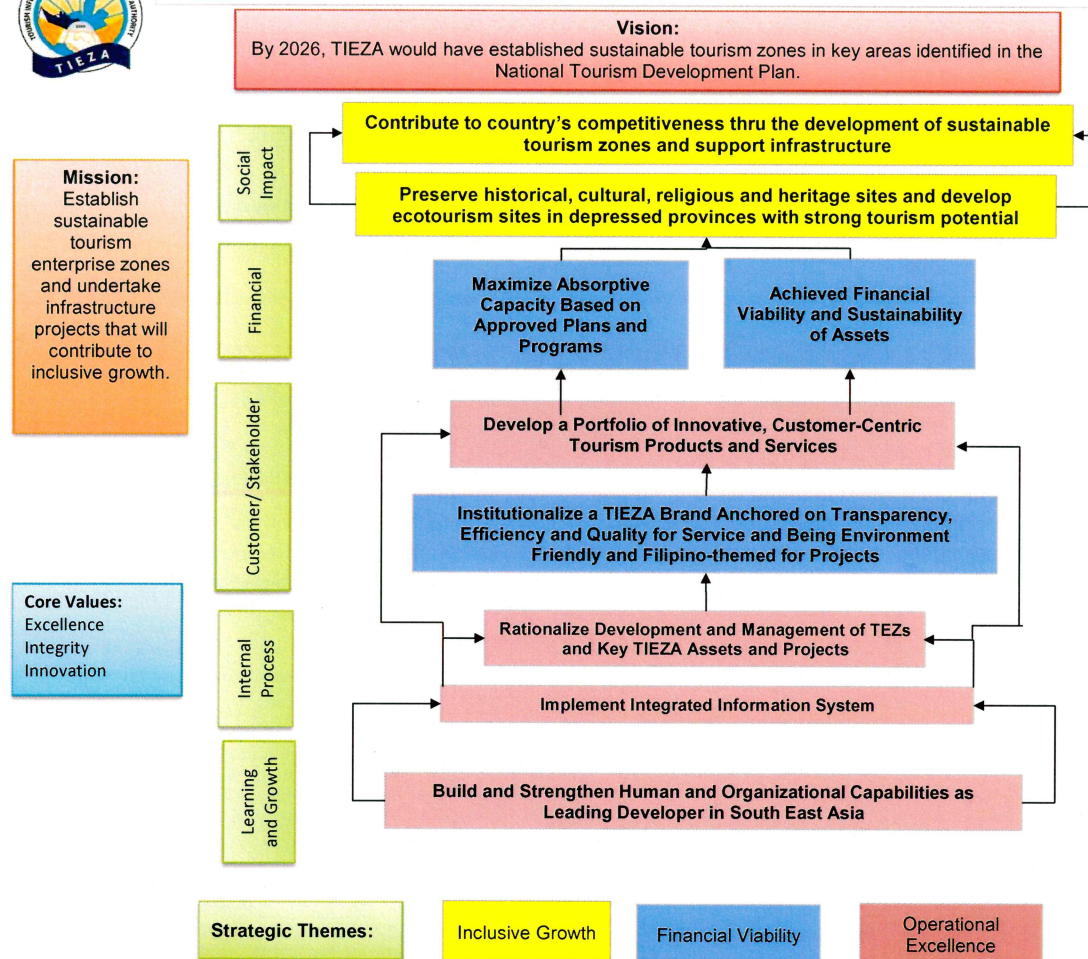 TOURISM INF
AUTHORITY
TIEZA
Vision:
By 2026, TIEZA would have established sustainable tourism zones in key areas identified in the
National Tourism Development Plan.
Mission:
Establish
sustainable
tourism
enterprise zones
and undertake
infrastructure
projects that will
contribute to
inclusive growth.
Core Values:
Excellence
Integrity
Innovation
Social
Impact
Contribute to country's competitiveness thru the development of sustainable
tourism zones and support infrastructure
Preserve historical, cultural, religious and heritage sites and develop
ecotourism sites in depressed provinces with strong tourism potential
Financial
Maximize Absorptive
Capacity Based on
Approved Plans and
Programs
Achieved Financial
Viability and Sustainability
of Assets
Customer/ Stakeholder
Develop a Portfolio of Innovative, Customer-Centric
Tourism Products and Services
Institutionalize a TIEZA Brand Anchored on Transparency,
Efficiency and Quality for Service and Being Environment
Friendly and Filipino-themed for Projects
Internal
Process
Rationalize Development and Management of TEZs
and Key TIEZA Assets and Projects
Implement Integrated Information System
Learning
and Growth
Build and Strengthen Human and Organizational Capabilities as
Leading Developer in South East Asia
Strategic Themes:
Inclusive Growth
Financial Viability
Operational
Excellence